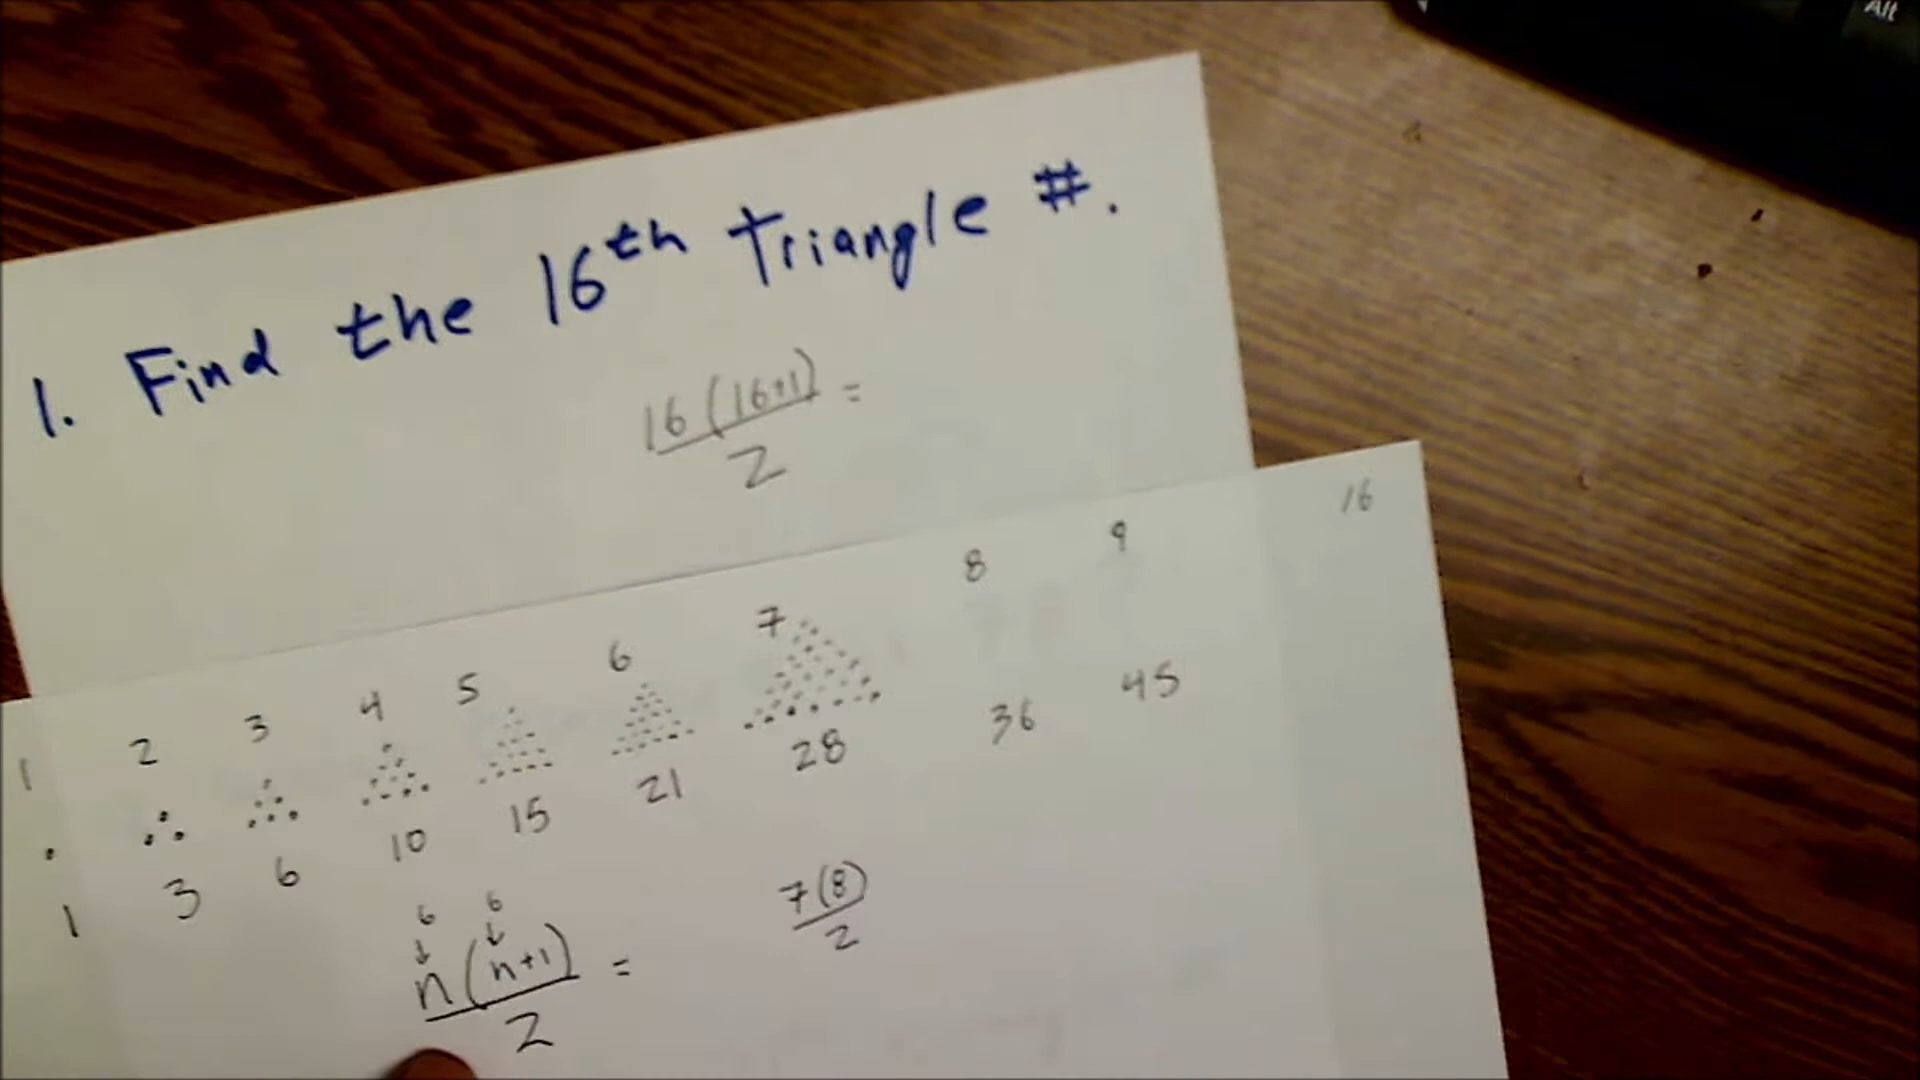 Alt
1. Find the 16th Triangle #.
16(16+1) =
2
1 2 3 4 5 6 7 8 9 16
1 3 6 10 15 21 28 36 45
6 6
↓ ↓
n(n+1) =
2
7(8)
2